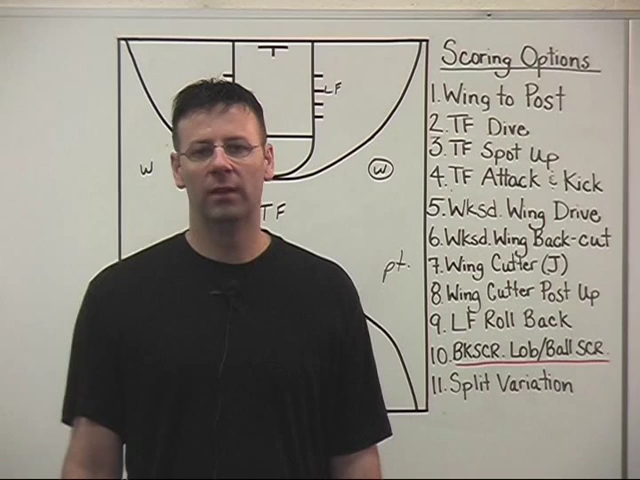 Scoring Options
1. Wing to Post
2. TF Dive
3. TF Spot Up
4. TF Attack & Kick
5. Wksd. Wing Drive
6. Wksd. Wing Back-cut
7. Wing Cutter (J)
8. Wing Cutter Post Up
9. LF Roll Back
10. BKSCR. Lob/Ball SCR.
11. Split Variation
LF
W
W
TF
pt.